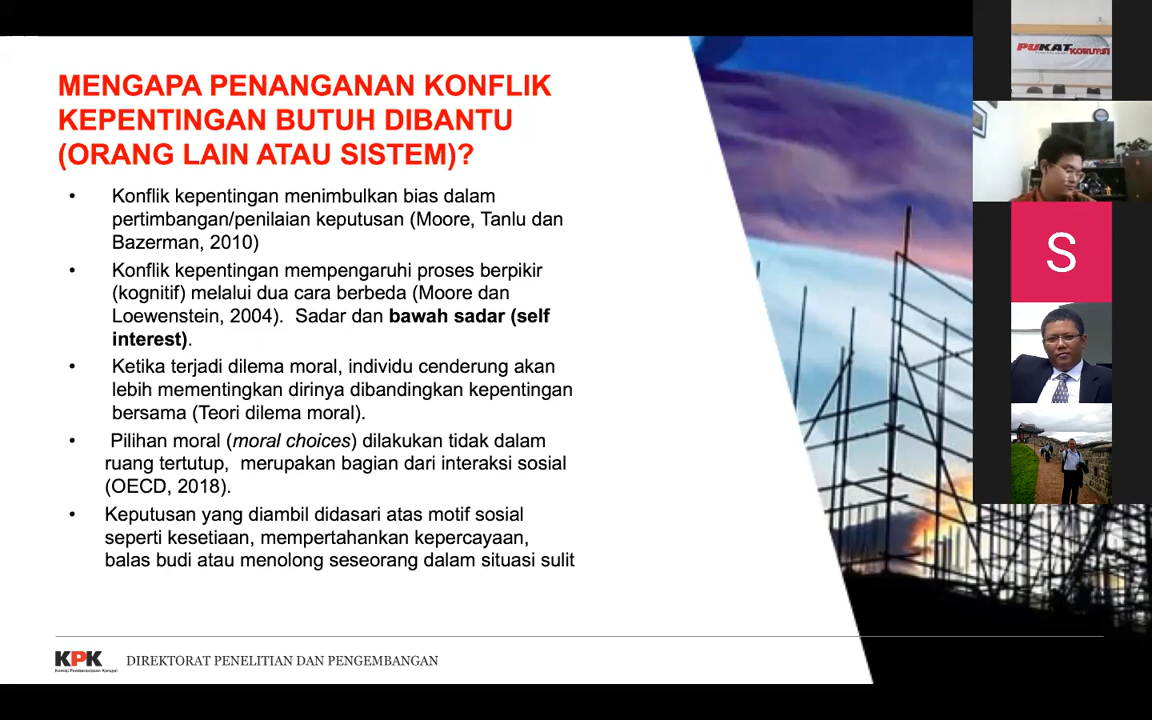 MENGAPA PENANGANAN KONFLIK
KEPENTINGAN BUTUH DIBANTU
(ORANG LAIN ATAU SISTEM)?
• Konflik kepentingan menimbulkan bias dalam
pertimbangan/penilaian keputusan (Moore, Tanlu dan
Bazerman, 2010)
• Konflik kepentingan mempengaruhi proses berpikir
(kognitif) melalui dua cara berbeda (Moore dan
Loewenstein, 2004). Sadar dan bawah sadar (self
interest).
• Ketika terjadi dilema moral, individu cenderung akan
lebih mementingkan dirinya dibandingkan kepentingan
bersama (Teori dilema moral).
• Pilihan moral (moral choices) dilakukan tidak dalam
ruang tertutup, merupakan bagian dari interaksi sosial
(OECD, 2018).
• Keputusan yang diambil didasari atas motif sosial
seperti kesetiaan, mempertahankan kepercayaan,
balas budi atau menolong seseorang dalam situasi sulit
KPK
Komisi Pemberantasan Korupsi
DIREKTORAT PENELITIAN DAN PENGEMBANGAN
PUKAT KORUPSI
S